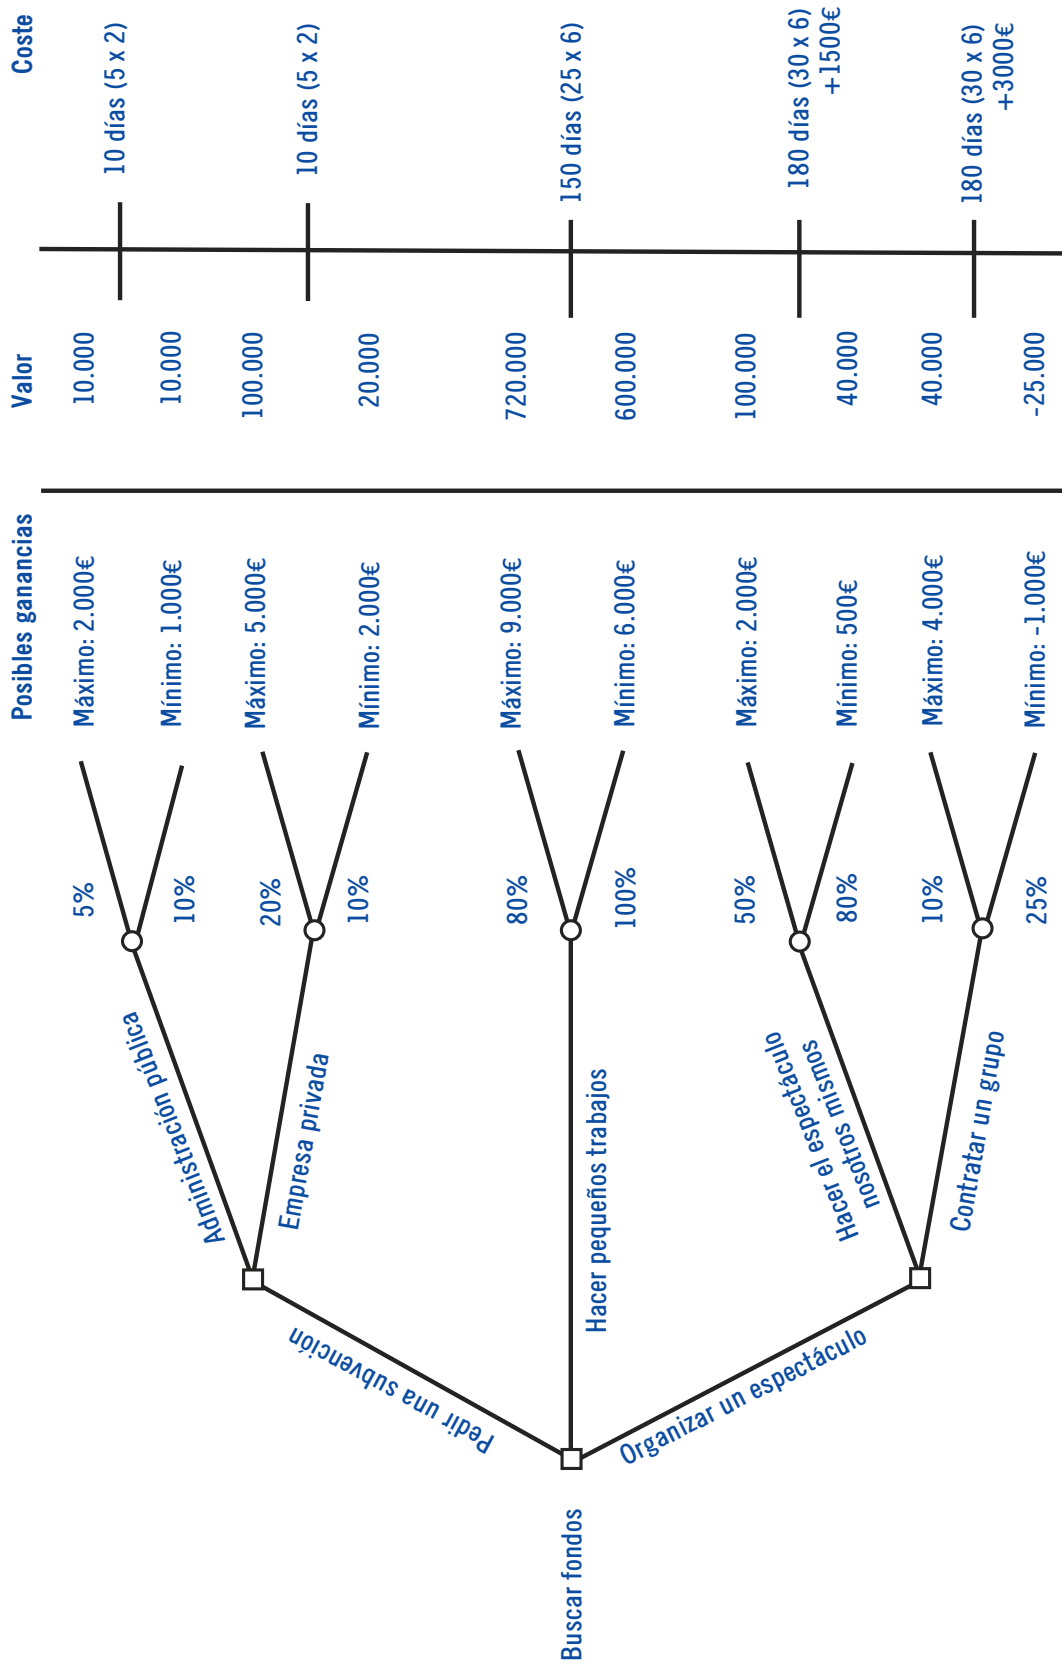 Buscar fondos
Pedir una subvención
Hacer pequeños trabajos
Organizar un espectáculo
Administración pública
Empresa privada
Hacer el espectáculo
nosotros mismos
Contratar un grupo
5%
10%
20%
10%
80%
100%
50%
80%
10%
25%
Posibles ganancias
Máximo: 2.000€
Mínimo: 1.000€
Máximo: 5.000€
Mínimo: 2.000€
Máximo: 9.000€
Mínimo: 6.000€
Máximo: 2.000€
Mínimo: 500€
Máximo: 4.000€
Mínimo: -1.000€
Valor
10.000
10.000
100.000
20.000
720.000
600.000
100.000
40.000
40.000
-25.000
Coste
10 días (5 x 2)
10 días (5 x 2)
150 días (25 x 6)
180 días (30 x 6)
+1500€
180 días (30 x 6)
+3000€